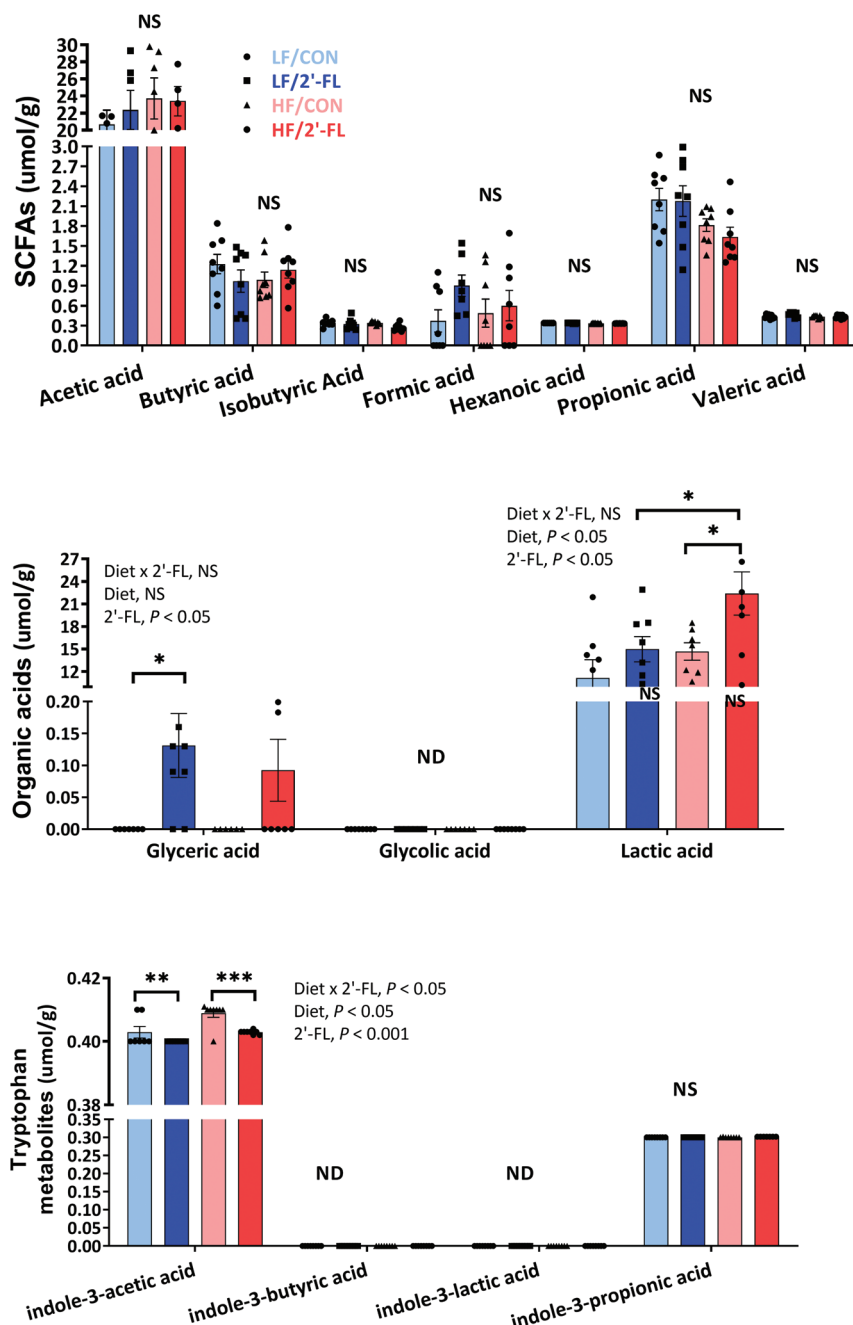 NS
LF/CON
LF/2'-FL
HF/CON
HF/2'-FL
NS
NS
NS
NS
NS
NS
SCFAs (umol/g)
30
28
26
24
22
20
3.0
2.7
2.4
2.1
1.8
1.5
1.2
0.9
0.6
0.3
0.0
Acetic acid
Butyric acid
Isobutyric Acid
Formic acid
Hexanoic acid
Propionic acid
Valeric acid
Organic acids (umol/g)
27
24
21
18
15
12
0.20
0.15
0.10
0.05
0.00
Diet x 2'-FL, NS
Diet, NS
2'-FL, P < 0.05
*
ND
Diet x 2'-FL, NS
Diet, P < 0.05
2'-FL, P < 0.05
*
*
NS
NS
Glyceric acid
Glycolic acid
Lactic acid
Tryptophan
metabolites (umol/g)
0.42
0.40
0.38
0.35
0.30
0.25
0.20
0.15
0.10
0.05
0.00
**
***
Diet x 2'-FL, P < 0.05
Diet, P < 0.05
2'-FL, P < 0.001
ND
ND
NS
indole-3-acetic acid
indole-3-butyric acid
indole-3-lactic acid
indole-3-propionic acid